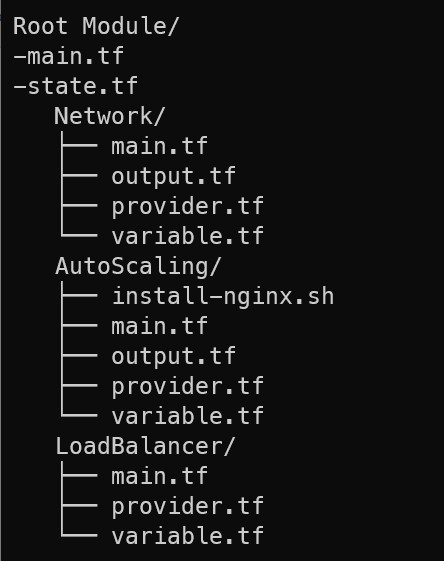 Root Module/
-main.tf
-state.tf
Network/
├── main.tf
├── output.tf
├── provider.tf
└── variable.tf
AutoScaling/
├── install-nginx.sh
├── main.tf
├── output.tf
├── provider.tf
└── variable.tf
LoadBalancer/
├── main.tf
├── provider.tf
└── variable.tf